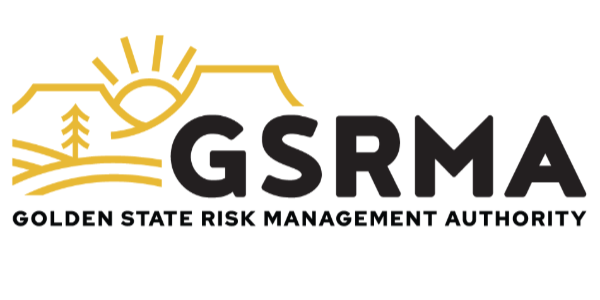 GSRMA
GOLDEN STATE RISK MANAGEMENT AUTHORITY